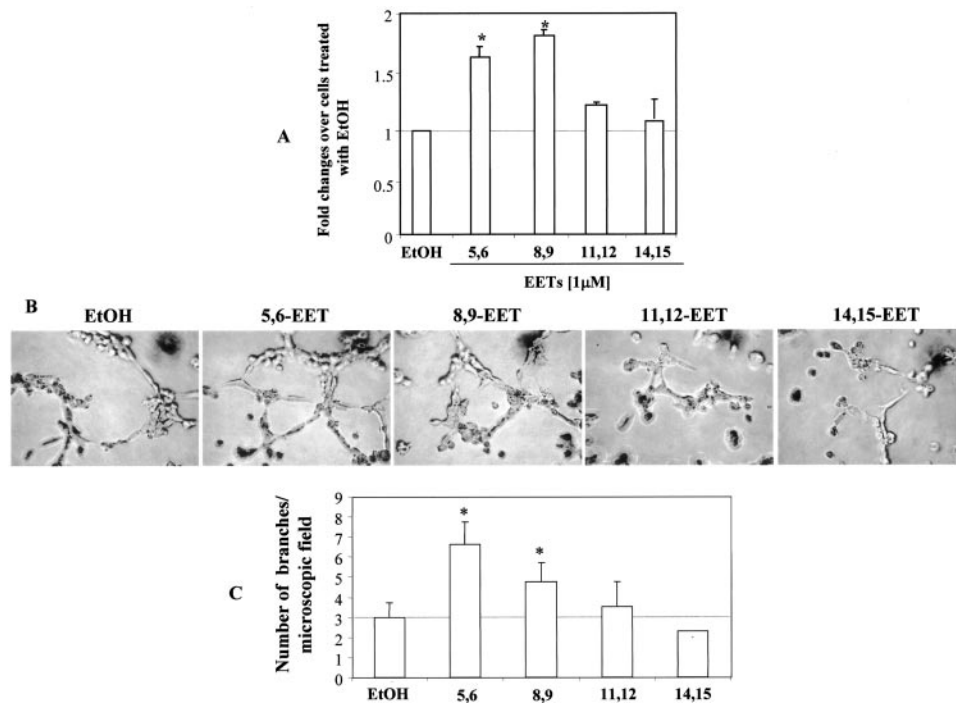 A
Fold changes over cells treated
with EtOH
2
1.5
1
0.5
0
*
*
EtOH
5,6
8,9
11,12
14,15
EETs [1μM]
B
EtOH
5,6-EET
8,9-EET
11,12-EET
14,15-EET
C
Number of branches/
microscopic field
9
8
7
6
5
4
3
2
1
0
*
*
EtOH
5,6
8,9
11,12
14,15